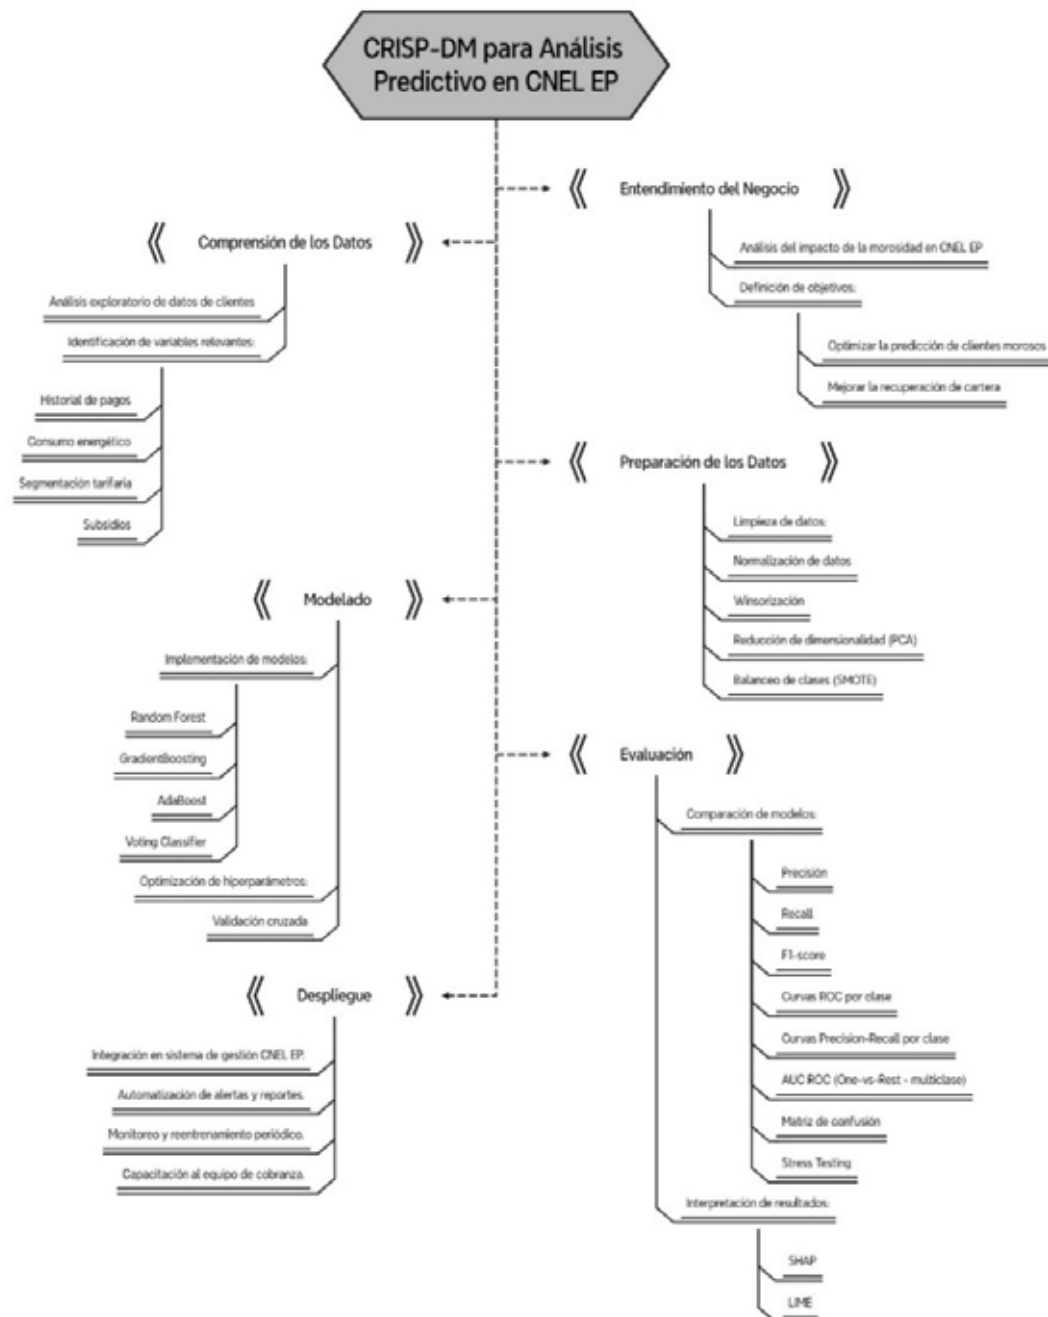 CRISP-DM para Análisis
Predictivo en CNEL EP
Entendimiento del Negocio
Análisis del impacto de la morosidad en CNEL EP
Definición de objetivos:
Optimizar la predicción de clientes morosos
Mejorar la recuperación de cartera
Comprensión de los Datos
Análisis exploratorio de datos de clientes
Identificación de variables relevantes:
Historial de pagos
Consumo energético
Segmentación tarifaria
Subsidios
Preparación de los Datos
Limpieza de datos:
Normalización de datos
Winsorización
Reducción de dimensionalidad (PCA)
Balanceo de clases (SMOTE)
Modelado
Implementación de modelos:
Random Forest
GradientBoosting
AdaBoost
Voting Classifier
Optimización de hiperparámetros:
Validación cruzada
Evaluación
Comparación de modelos:
Precisión
Recall
F1-score
Curvas ROC por clase
Curvas Precision-Recall por clase
AUC ROC (One-vs-Rest - multiclase)
Matriz de confusión
Stress Testing
Interpretación de resultados:
SHAP
LIME
Despliegue
Integración en sistema de gestión CNEL EP.
Automatización de alertas y reportes.
Monitoreo y reentrenamiento periódico.
Capacitación al equipo de cobranza.